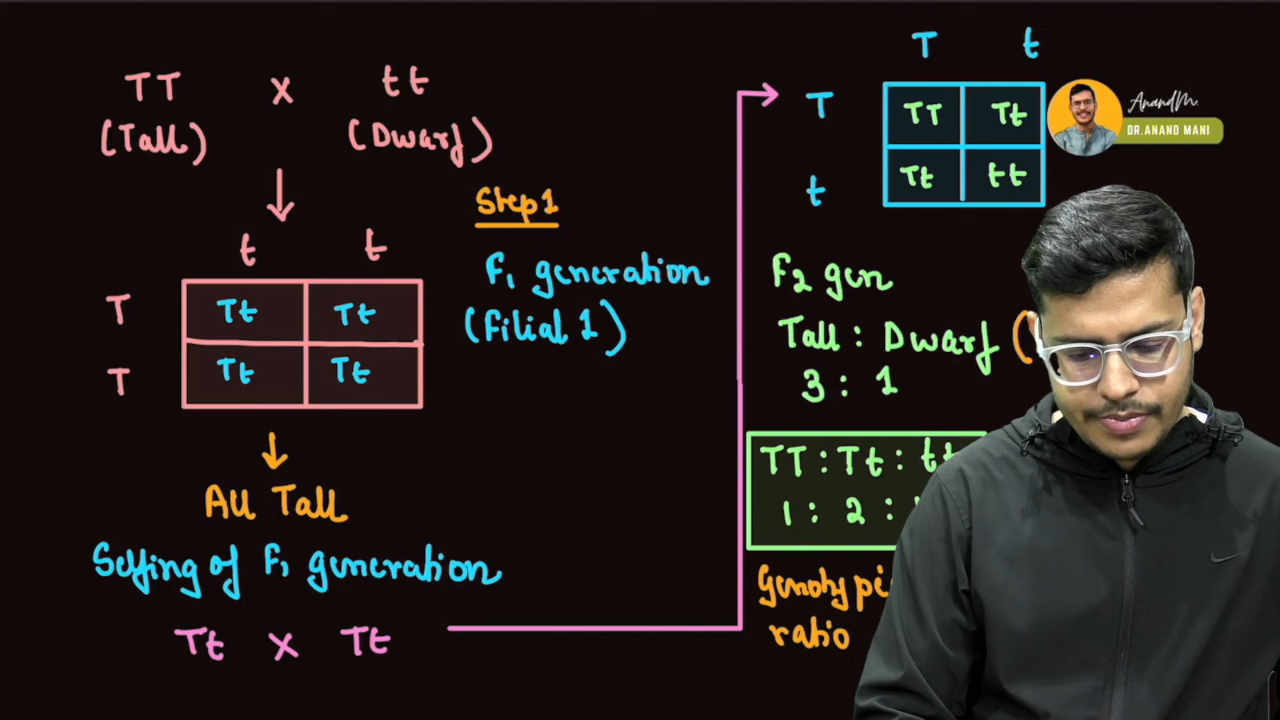 TT x tt
(Tall) (Dwarf)
t t
T Tt Tt
T Tt Tt
Step 1
F1 generation
(Filial 1)
All Tall
Selfing of F1 generation
Tt x Tt
T t
T TT Tt
t Tt tt
AnandM.
DR.ANAND MANI
F2 gen
Tall : Dwarf (
3 : 1
TT : Tt : tt
1 : 2 :
ratio